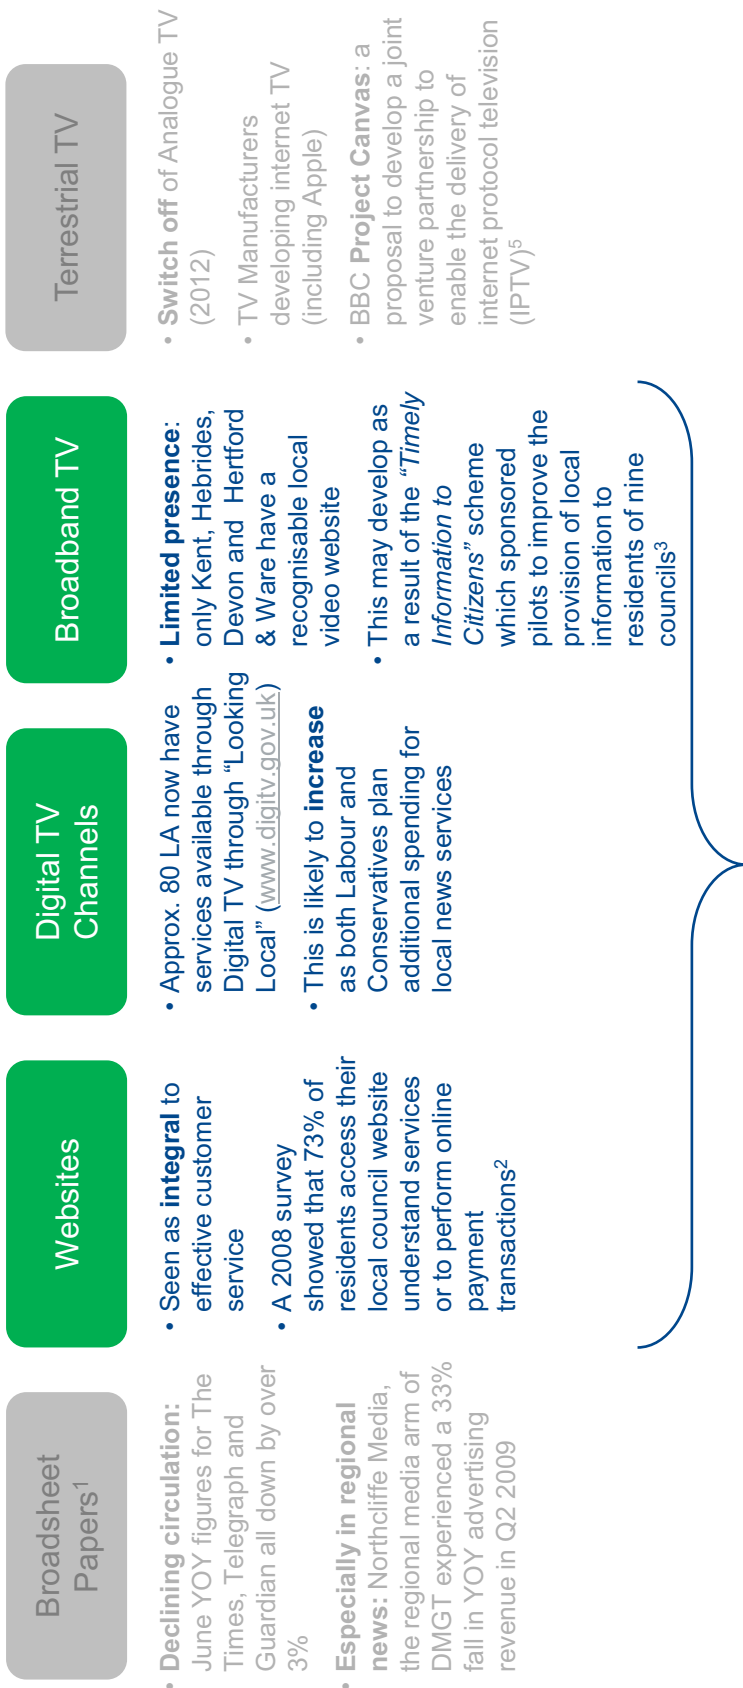 Broadsheet
Papers1
• Declining circulation:
June YOY figures for The
Times, Telegraph and
Guardian all down by over
3%
• Especially in regional
news: Northcliffe Media,
the regional media arm of
DMGT experienced a 33%
fall in YOY advertising
revenue in Q2 2009
Websites
• Seen as integral to
effective customer
service
• A 2008 survey
showed that 73% of
residents access their
local council website
understand services
or to perform online
payment
transactions2
Digital TV
Channels
• Approx. 80 LA now have
services available through
Digital TV through “Looking
Local” (www.digitv.gov.uk)
• This is likely to increase
as both Labour and
Conservatives plan
additional spending for
local news services
Broadband TV
• Limited presence:
only Kent, Hebrides,
Devon and Hertford
& Ware have a
recognisable local
video website
• This may develop as
a result of the “Timely
Information to
Citizens” scheme
which sponsored
pilots to improve the
provision of local
information to
residents of nine
councils3
Terrestrial TV
• Switch off of Analogue TV
(2012)
• TV Manufacturers
developing internet TV
(including Apple)
• BBC Project Canvas: a
proposal to develop a joint
venture partnership to
enable the delivery of
internet protocol television
(IPTV)5